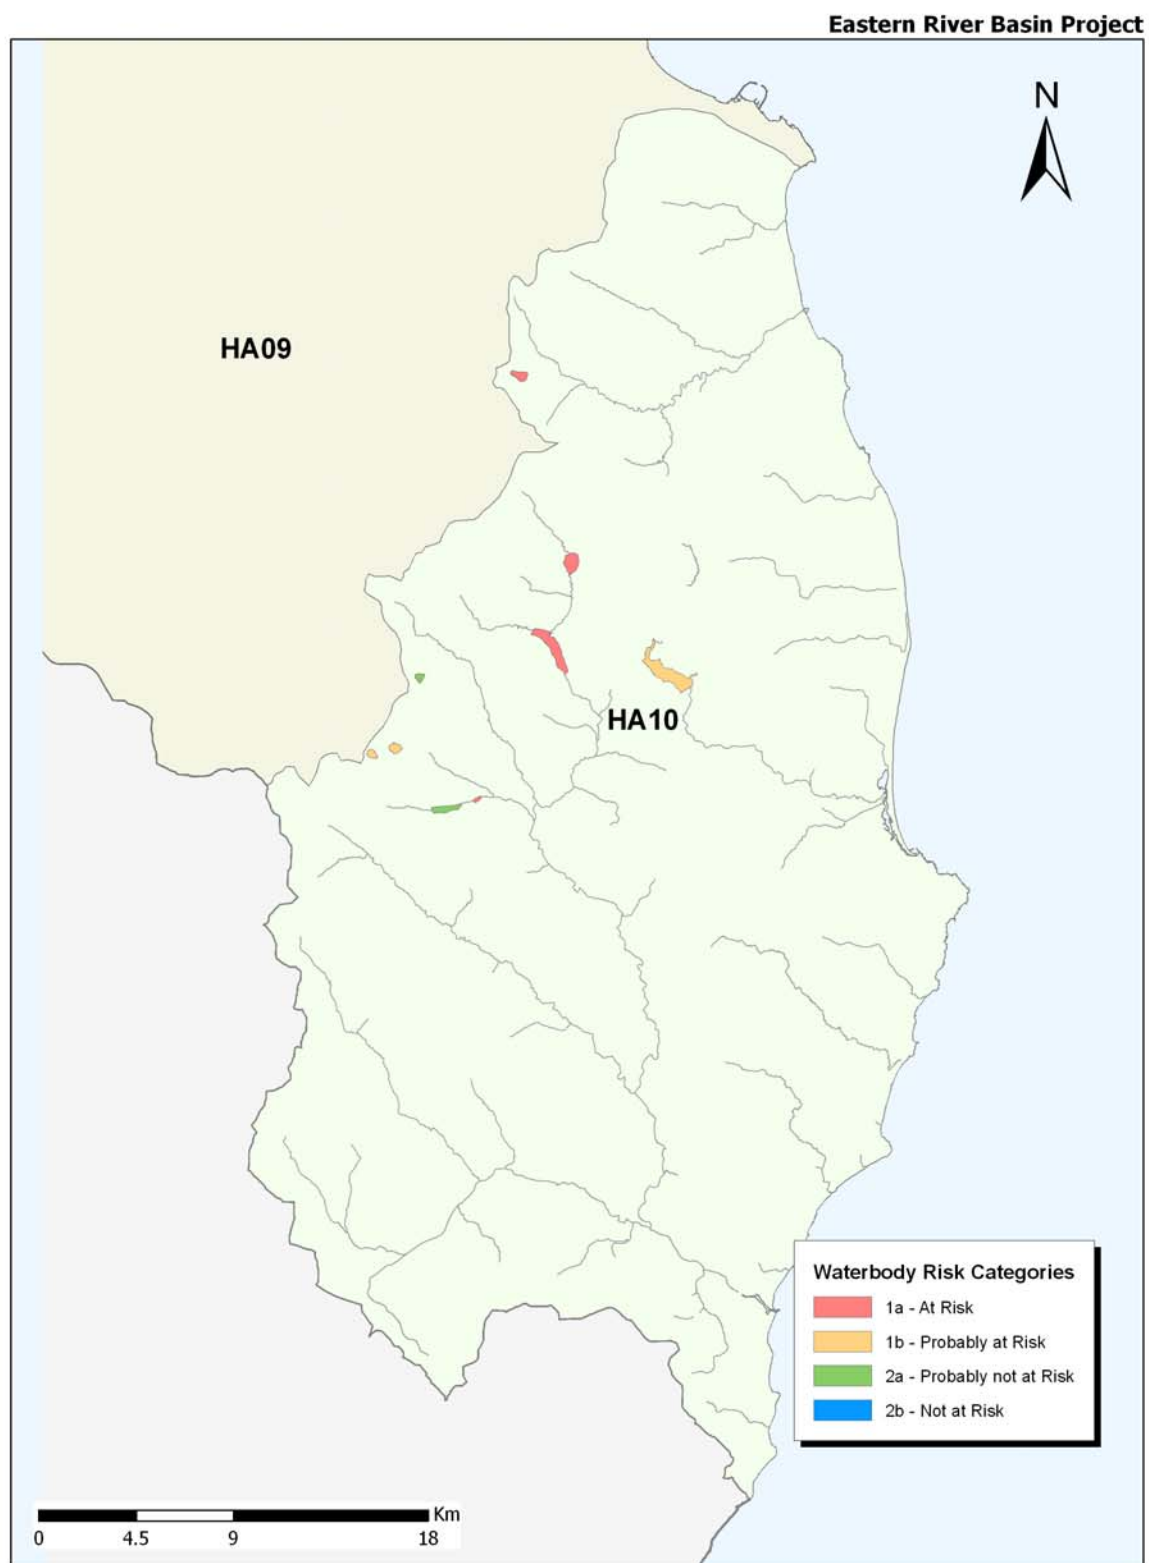 Eastern River Basin Project
N
HA09
HA10
Waterbody Risk Categories
1a - At Risk
1b - Probably at Risk
2a - Probably not at Risk
2b - Not at Risk
Km
0 4.5 9 18